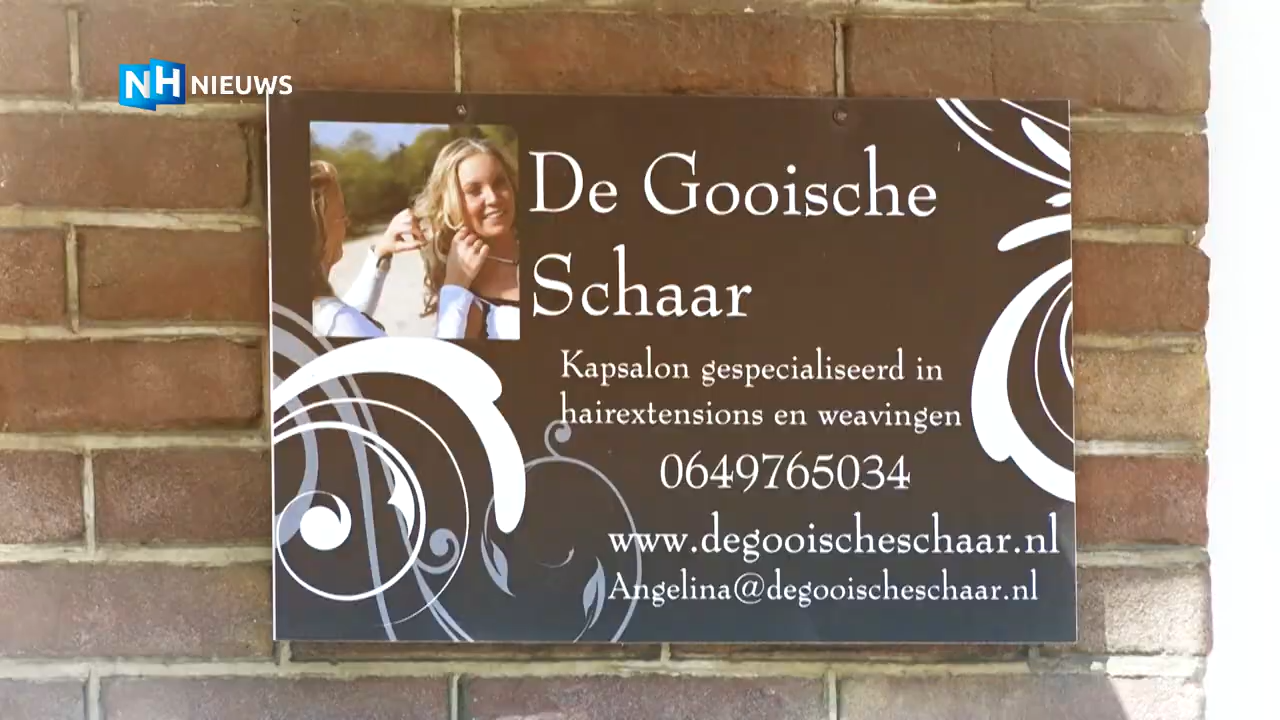 NH NIEUWS
De Gooische
Schaar
Kapsalon gespecialiseerd in
hairextensions en weavingen
0649765034
www.degooischeschaar.nl
Angelina@degooischeschaar.nl